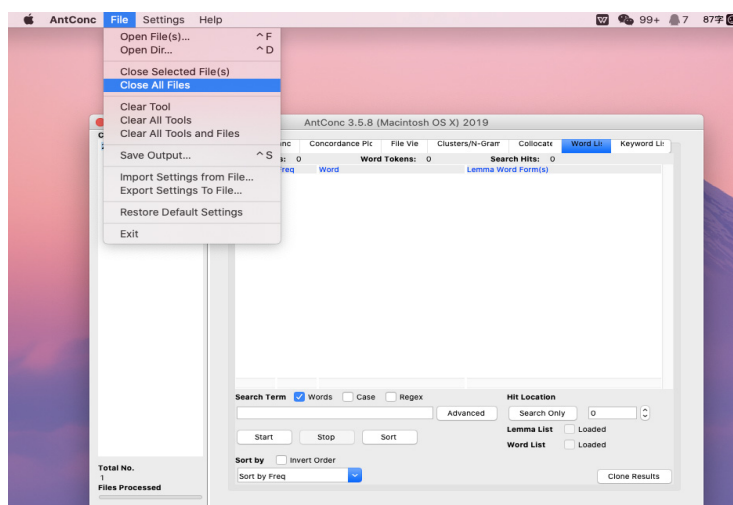 AntConc File Settings Help 99+ 7 87字
Open File(s)... ^F
Open Dir... ^D
Close Selected File(s)
Close All Files
Clear Tool
Clear All Tools
Clear All Tools and Files
Save Output... ^S
Import Settings from File...
Export Settings To File...
Restore Default Settings
Exit
AntConc 3.5.8 (Macintosh OS X) 2019
Concordance Plc File Vie Clusters/N-Gram Collocate Word Lis Keyword Lis
0 Word Tokens: 0 Search Hits: 0
Freq Word Lemma Word Form(s)
Search Term Words Case Regex Hit Location
Advanced Search Only 0
Lemma List Loaded
Start Stop Sort
Word List Loaded
Sort by Invert Order
Sort by Freq Clone Results
Total No.
1
Files Processed